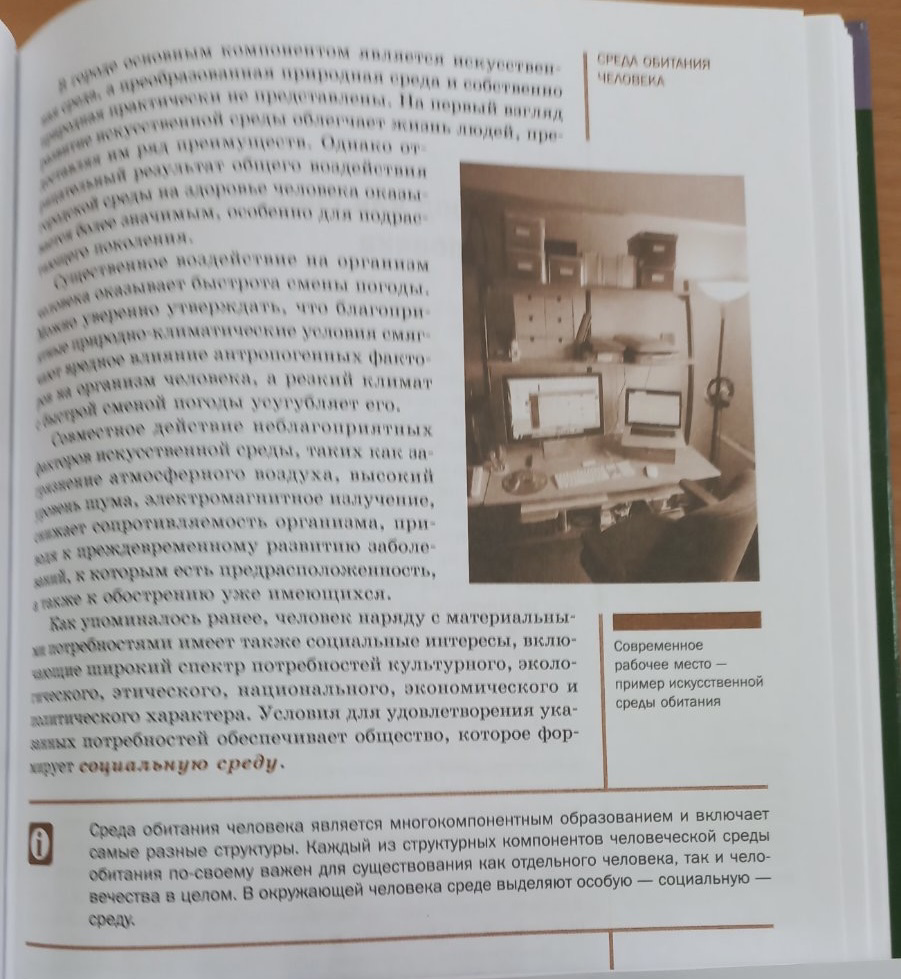 В городе основным компонентом является искусствен-
ная среда, а преобразованная природная среда и собственно
природная практически не представлены. На первый взгляд
развитие искусственной среды облегчает жизнь людей, пре-
доставляя им ряд преимуществ. Однако от-
рицательный результат общего воздействия
городской среды на здоровье человека оказы-
вается более значимым, особенно для подрас-
тающего поколения.
Существенное воздействие на организм
человека оказывает быстрота смены погоды.
Можно уверенно утверждать, что благопри-
ятные природно-климатические условия смяг-
чают вредное влияние антропогенных факто-
ров на организм человека, а резкий климат
с быстрой сменой погоды усугубляет его.
Совместное действие неблагоприятных
факторов искусственной среды, таких как за-
грязнение атмосферного воздуха, высокий
уровень шума, электромагнитное излучение,
снижает сопротивляемость организма, при-
водя к преждевременному развитию заболе-
ваний, к которым есть предрасположенность,
а также к обострению уже имеющихся.
Как упоминалось ранее, человек наряду с материальны-
ми потребностями имеет также социальные интересы, вклю-
чающие широкий спектр потребностей культурного, эколо-
гического, этического, национального, экономического и
политического характера. Условия для удовлетворения ука-
занных потребностей обеспечивает общество, которое фор-
мирует социальную среду.
СРЕДА ОБИТАНИЯ
ЧЕЛОВЕКА
Современное
рабочее место —
пример искусственной
среды обитания
i
Среда обитания человека является многокомпонентным образованием и включает
самые разные структуры. Каждый из структурных компонентов человеческой среды
обитания по-своему важен для существования как отдельного человека, так и чело-
вечества в целом. В окружающей человека среде выделяют особую — социальную —
среду.